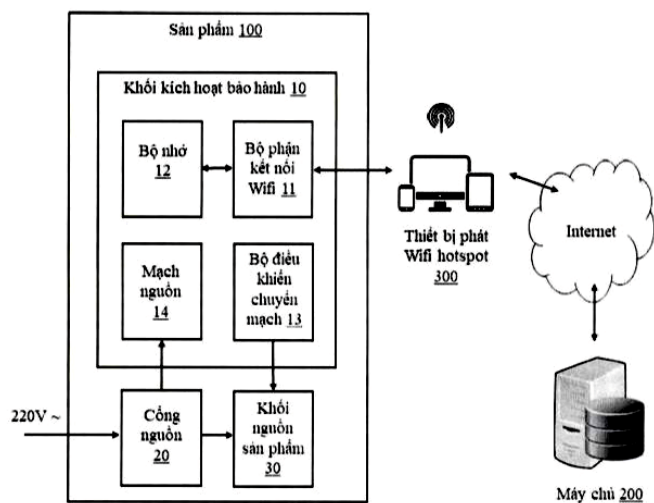 Sản phẩm 100
Khối kích hoạt bảo hành 10
Bộ nhớ
12
Bộ phận
kết nối
Wifi 11
Mạch
nguồn
14
Bộ điều
khiển
chuyển
mạch 13
220V ~
Cổng
nguồn
20
Khối
nguồn
sản phẩm
30
Thiết bị phát
Wifi hotspot
300
Internet
Máy chủ 200